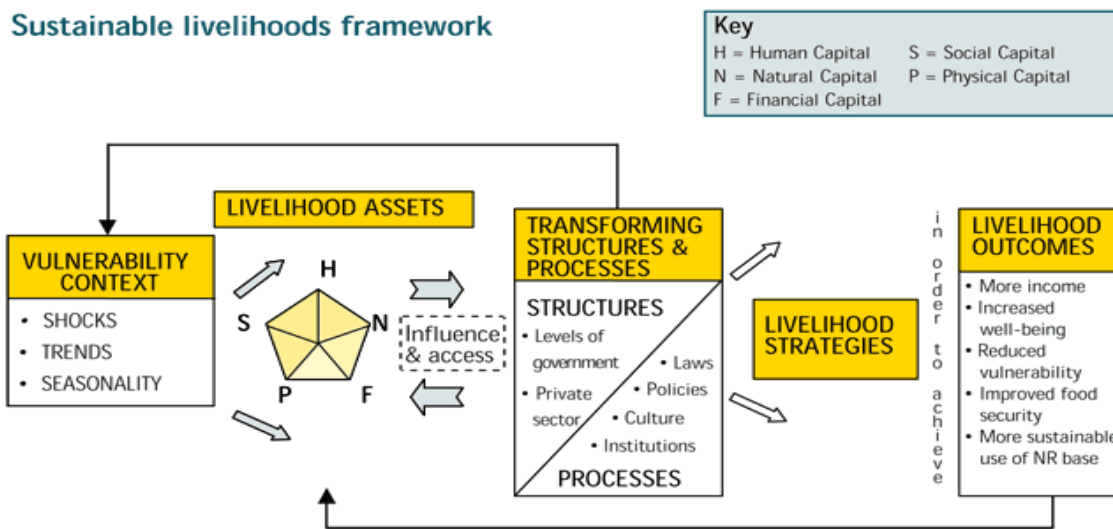 Sustainable livelihoods framework
Key
H = Human Capital
S = Social Capital
N = Natural Capital
P = Physical Capital
F = Financial Capital
LIVELIHOOD ASSETS
VULNERABILITY
CONTEXT
• SHOCKS
• TRENDS
• SEASONALITY
H
S
N
P
F
Influence
& access
TRANSFORMING
STRUCTURES &
PROCESSES
STRUCTURES
• Levels of
government
• Private
sector
• Laws
• Policies
• Culture
• Institutions
PROCESSES
LIVELIHOOD
STRATEGIES
in order to achieve
LIVELIHOOD
OUTCOMES
• More income
• Increased
well-being
• Reduced
vulnerability
• Improved food
security
• More sustainable
use of NR base